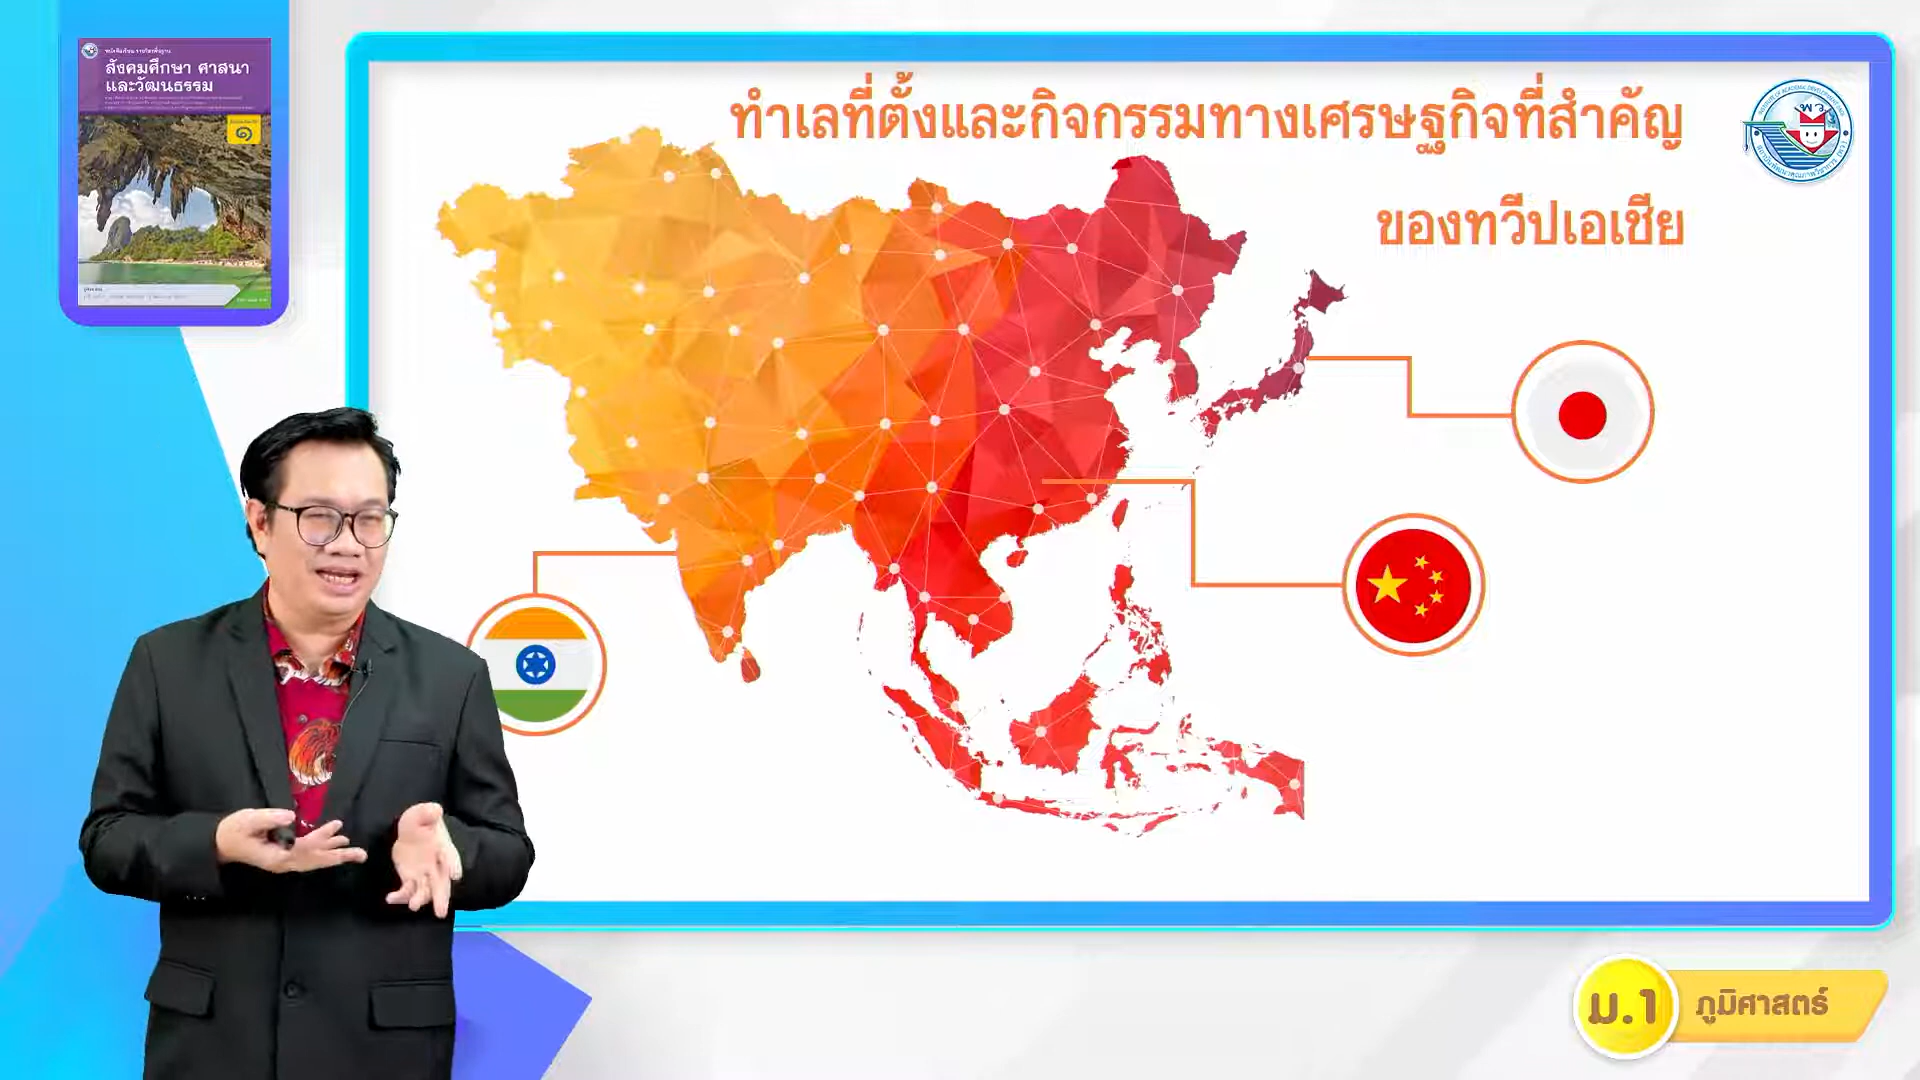 สังคมศึกษา ศาสนา
และวัฒนธรรม
๑
ทำเลที่ตั้งและกิจกรรมทางเศรษฐกิจที่สำคัญ
ของทวีปเอเชีย
พว
ม.1 ภูมิศาสตร์